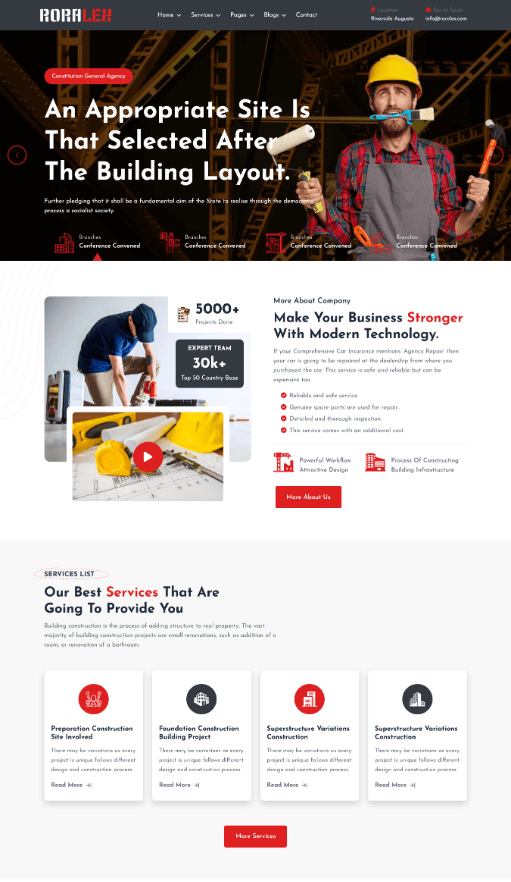 RORALEX
Home Services Pages Blogs Contact
Location
Riverside Augusta
Get In Touch
info@roralex.com
Constitution General Agency
An Appropriate Site Is
That Selected After
The Building Layout.
Further pledging that it shall be a fundamental aim of the State to realise through the democratic
process a socialist society.
Branches
Conference Convened
Branches
Conference Convened
Branches
Conference Convened
Branches
Conference Convened
5000+
Projects Done
EXPERT TEAM
30k+
Top 50 Country Base
More About Company
Make Your Business Stronger
With Modern Technology.
If your Comprehensive Car Insurance mentions 'Agency Repair' then
your car is going to be repaired at the dealership from where you
purchased the car. This service is safe and reliable but can be
expensive too.
Reliable and safe service.
Genuine spare parts are used for repair.
Detailed and thorough inspection.
This service comes with an additional cost.
Powerful Workflow
Attractive Design
Process Of Constructing
Building Infrastructure
More About Us
SERVICES LIST
Our Best Services That Are
Going To Provide You
Building construction is the process of adding structure to real property. The vast
majority of building construction projects are small renovations, such as addition of a
room, or renovation of a bathroom.
Preparation Construction
Site Involved
There may be variations as every
project is unique follows different
design and construction process.
Read More
Foundation Construction
Building Project
There may be variations as every
project is unique follows different
design and construction process.
Read More
Superstructure Variations
Construction
There may be variations as every
project is unique follows different
design and construction process.
Read More
Superstructure Variations
Construction
There may be variations as every
project is unique follows different
design and construction process.
Read More
More Services